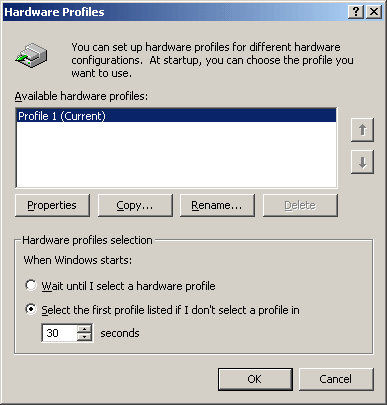 Hardware Profiles
You can set up hardware profiles for different hardware
configurations. At startup, you can choose the profile you
want to use.
Available hardware profiles:
Profile 1 (Current)
Properties
Copy...
Rename...
Delete
Hardware profiles selection
When Windows starts:
Wait until I select a hardware profile
Select the first profile listed if I don't select a profile in
30 seconds
OK
Cancel